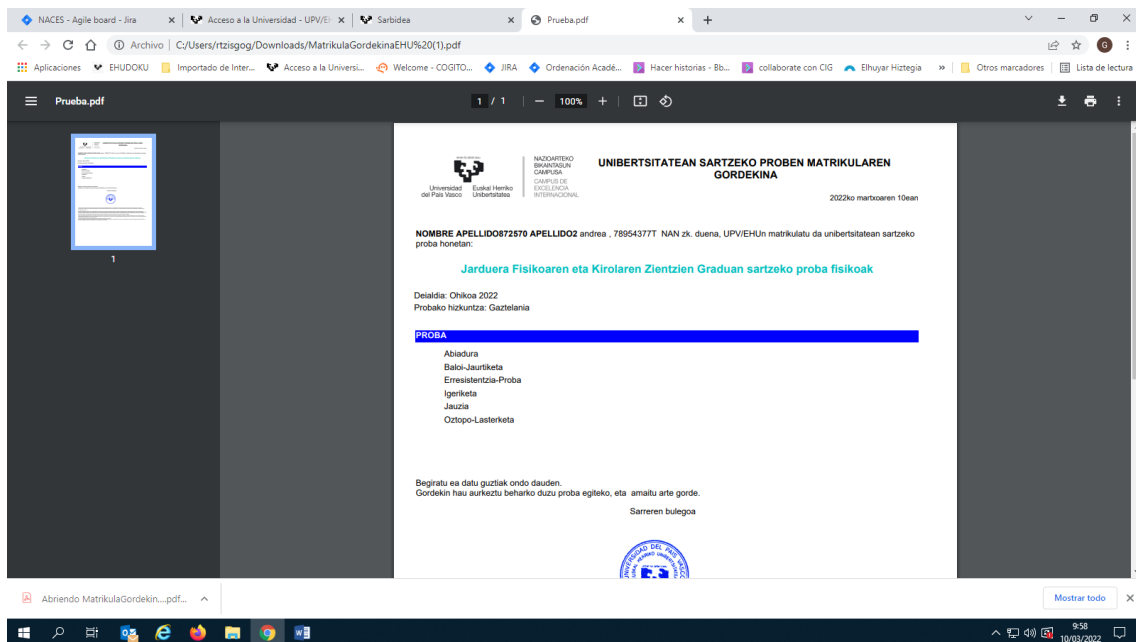 NACES - Agile board - Jira
Acceso a la Universidad - UPV/EH
Sarbidea
Prueba.pdf
Archivo | C:/Users/rtzisgog/Downloads/MatrikulaGordekinaEHU%20(1).pdf
G
Aplicaciones EHUDOKU Importado de Inter... Acceso a la Universi... Welcome - COGITO... JIRA Ordenación Acadé... Hacer historias - Bb... collaborate con CIG Elhuyar Hiztegia » Otros marcadores Lista de lectura
Prueba.pdf
1 / 1 | − 100% +
1
Universidad del País Vasco
Euskal Herriko Unibertsitatea
NAZIOARTEKO
BIKAINTASUN
CAMPUSA
CAMPUS DE
EXCELENCIA
INTERNACIONAL
UNIBERTSITATEAN SARTZEKO PROBEN MATRIKULAREN
GORDEKINA
2022ko martxoaren 10ean
NOMBRE APELLIDO872570 APELLIDO2 andrea , 78954377T NAN zk. duena, UPV/EHUn matrikulatu da unibertsitatean sartzeko
proba honetan:
Jarduera Fisikoaren eta Kirolaren Zientzien Graduan sartzeko proba fisikoak
Deialdia: Ohikoa 2022
Probako hizkuntza: Gaztelania
PROBA
Abiadura
Baloi-Jaurtiketa
Erresistentzia-Proba
Igeriketa
Jauzia
Oztopo-Lasterketa
Begiratu ea datu guztiak ondo dauden.
Gordekin hau aurkeztu beharko duzu proba egiteko, eta amaitu arte gorde.
Sarreren bulegoa
UNIVERSIDAD DEL PAIS VASCO
Abriendo MatrikulaGordekin....pdf...
Mostrar todo
9:58
10/03/2022